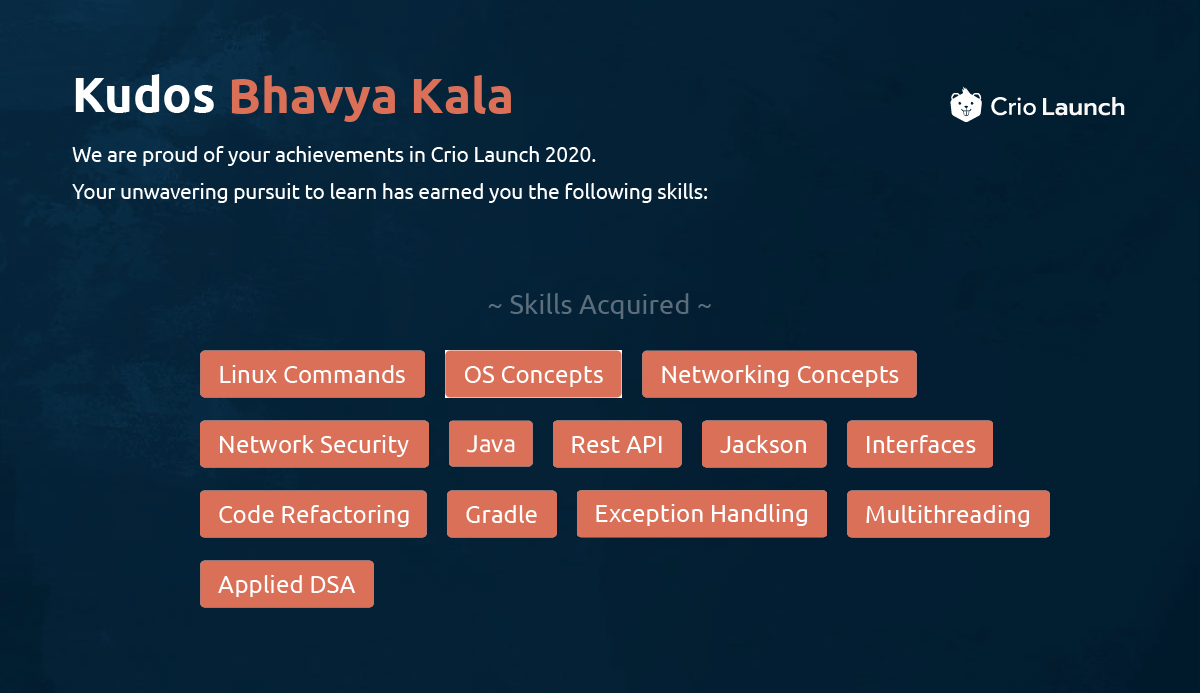 Kudos Bhavya Kala
Crio Launch
We are proud of your achievements in Crio Launch 2020.
Your unwavering pursuit to learn has earned you the following skills:
~ Skills Acquired ~
Linux Commands OS Concepts Networking Concepts
Network Security Java Rest API Jackson Interfaces
Code Refactoring Gradle Exception Handling Multithreading
Applied DSA